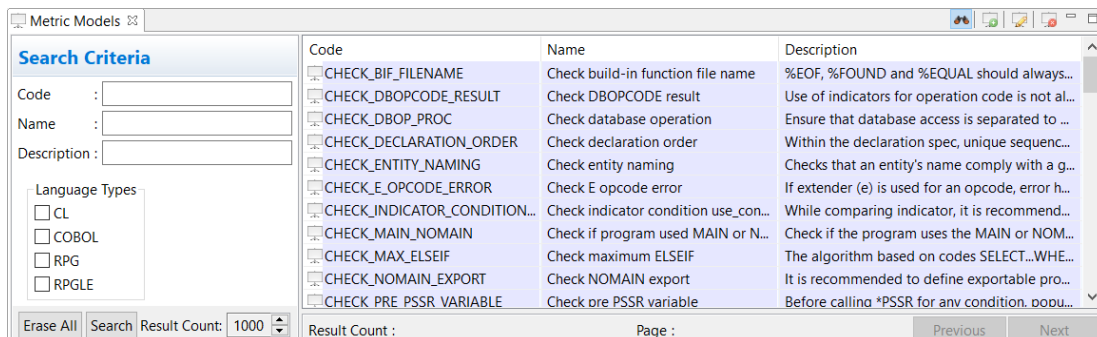 Metric Models
Search Criteria
Code :
Name :
Description :
Language Types
CL
COBOL
RPG
RPGLE
Erase All Search Result Count: 1000
Code Name Description
CHECK_BIF_FILENAME Check build-in function file name %EOF, %FOUND and %EQUAL should always...
CHECK_DBOPCODE_RESULT Check DBOPCODE result Use of indicators for operation code is not al...
CHECK_DBOP_PROC Check database operation Ensure that database access is separated to ...
CHECK_DECLARATION_ORDER Check declaration order Within the declaration spec, unique sequenc...
CHECK_ENTITY_NAMING Check entity naming Checks that an entity's name comply with a g...
CHECK_E_OPCODE_ERROR Check E opcode error If extender (e) is used for an opcode, error h...
CHECK_INDICATOR_CONDITION... Check indicator condition use_con... While comparing indicator, it is recommend...
CHECK_MAIN_NOMAIN Check if program used MAIN or N... Check if the program uses the MAIN or NOM...
CHECK_MAX_ELSEIF Check maximum ELSEIF The algorithm based on codes SELECT...WHE...
CHECK_NOMAIN_EXPORT Check NOMAIN export It is recommended to define exportable pro...
CHECK_PRE_PSSR_VARIABLE Check pre PSSR variable Before calling *PSSR for any condition, popu...
Result Count : Page : Previous Next